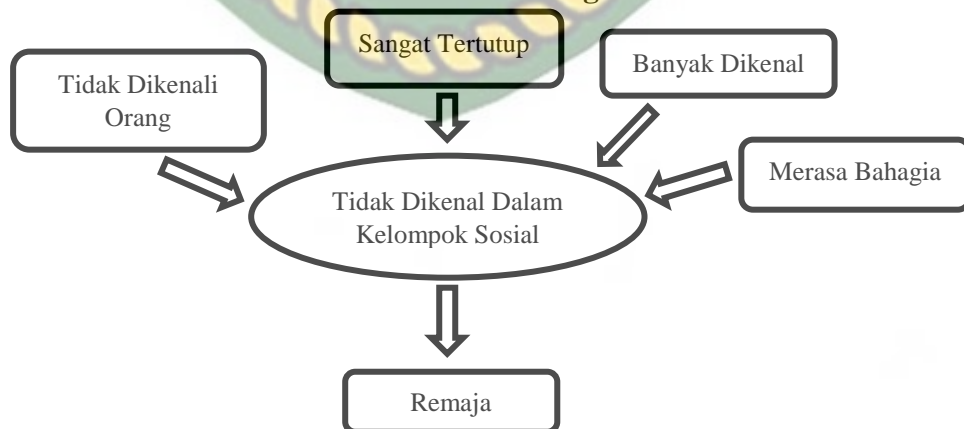 Sangat Tertutup
Banyak Dikenal
Tidak Dikenali
Orang
Merasa Bahagia
Tidak Dikenal Dalam
Kelompok Sosial
Remaja